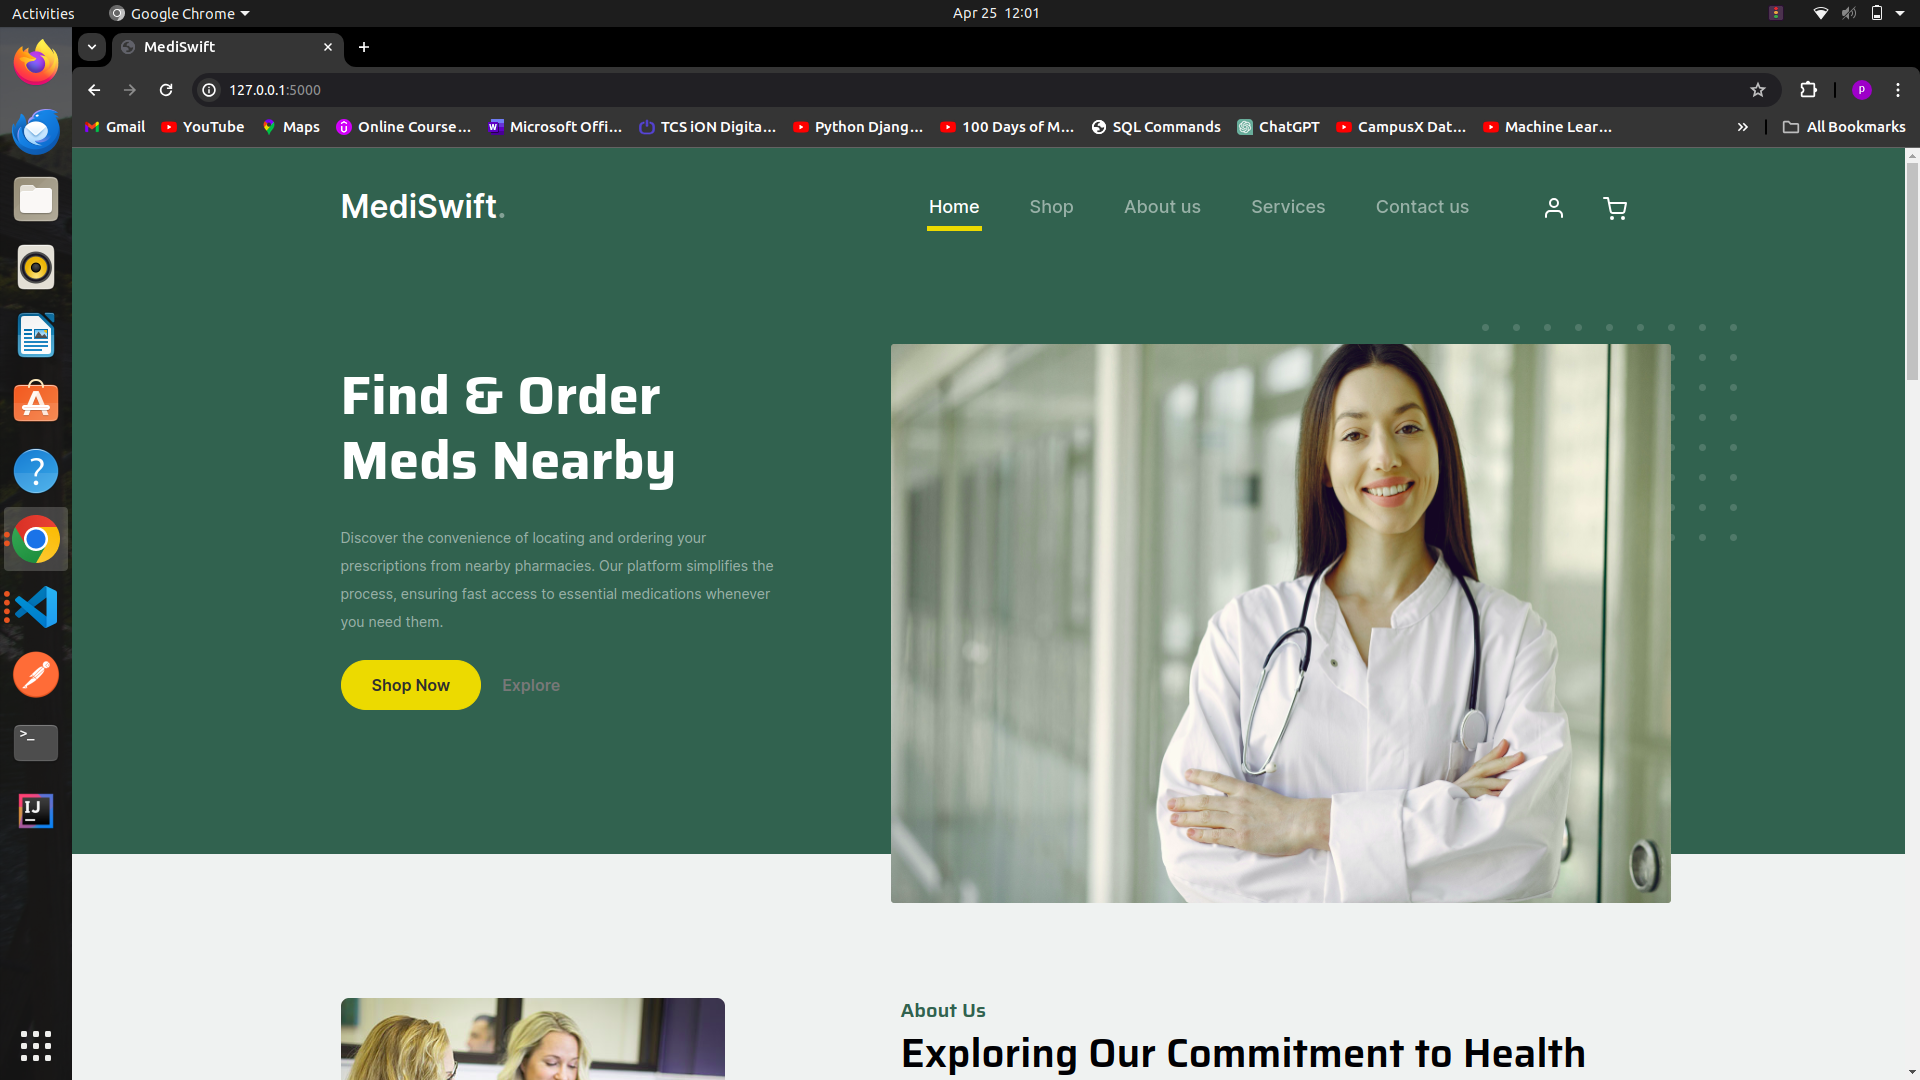 Activities
Google Chrome
Apr 25 12:01
MediSwift
127.0.0.1:5000
P
Gmail
YouTube
Maps
Online Course...
Microsoft Offi...
TCS iON Digita...
Python Djang...
100 Days of M...
SQL Commands
ChatGPT
CampusX Dat...
Machine Lear...
All Bookmarks
MediSwift.
Home
Shop
About us
Services
Contact us
Find & Order
Meds Nearby
Discover the convenience of locating and ordering your
prescriptions from nearby pharmacies. Our platform simplifies the
process, ensuring fast access to essential medications whenever
you need them.
Shop Now
Explore
About Us
Exploring Our Commitment to Health